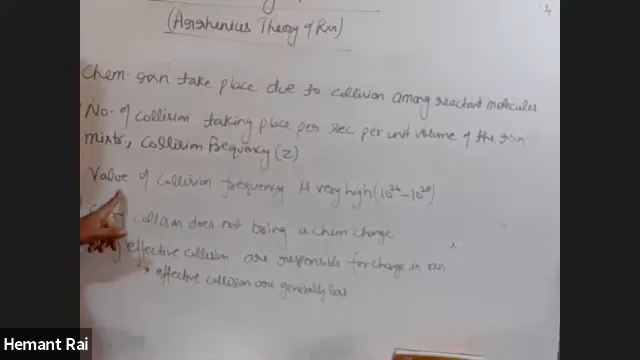 (Arrhenius Theory of Rxn)
4
Chem. rxn take place due to collision among reactant molecules
No. of collision taking place per sec per unit volume of the rxn
mixtr, Collision frequency (Z)
Value of collision frequency is very high (10²⁴ - 10²⁸)
collision does not bring a chem change
effective collision are responsible for change in rxn
effective collision are generally less
Hemant Rai